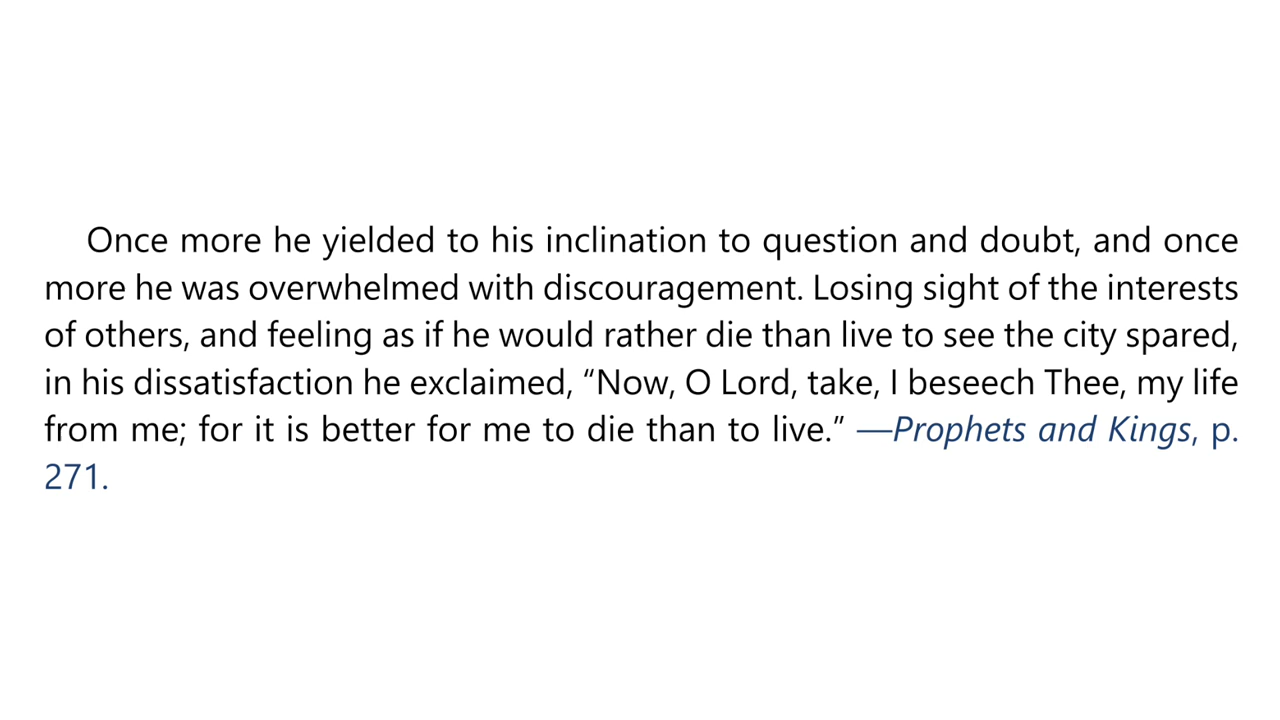 Once more he yielded to his inclination to question and doubt, and once
more he was overwhelmed with discouragement. Losing sight of the interests
of others, and feeling as if he would rather die than live to see the city spared,
in his dissatisfaction he exclaimed, “Now, O Lord, take, I beseech Thee, my life
from me; for it is better for me to die than to live.” —Prophets and Kings, p.
271.